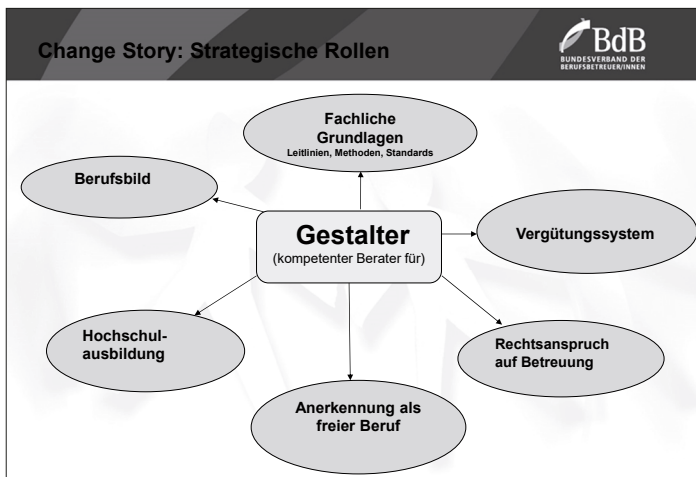 Change Story: Strategische Rollen
BdB
BUNDESVERBAND DER
BERUFSBETREUER/INNEN
Fachliche
Grundlagen
Leitlinien, Methoden, Standards
Berufsbild
Gestalter
(kompetenter Berater für)
Vergütungssystem
Hochschul-
ausbildung
Rechtsanspruch
auf Betreuung
Anerkennung als
freier Beruf